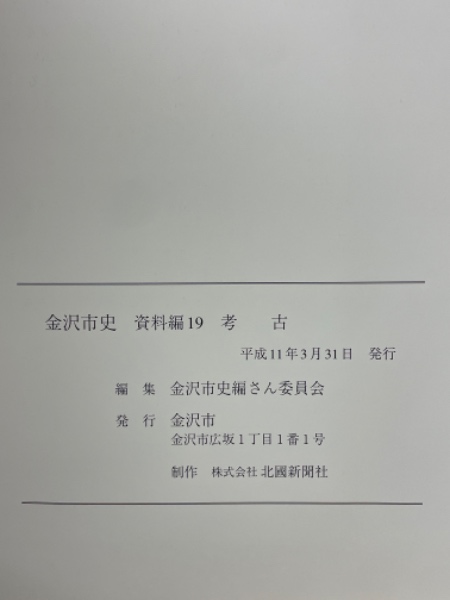 金沢市史　資料編19　考　　古
平成11年3月31日　発行
編　集　金沢市史編さん委員会
発　行　金沢市
金沢市広坂1丁目1番1号
制作　株式会社 北國新聞社